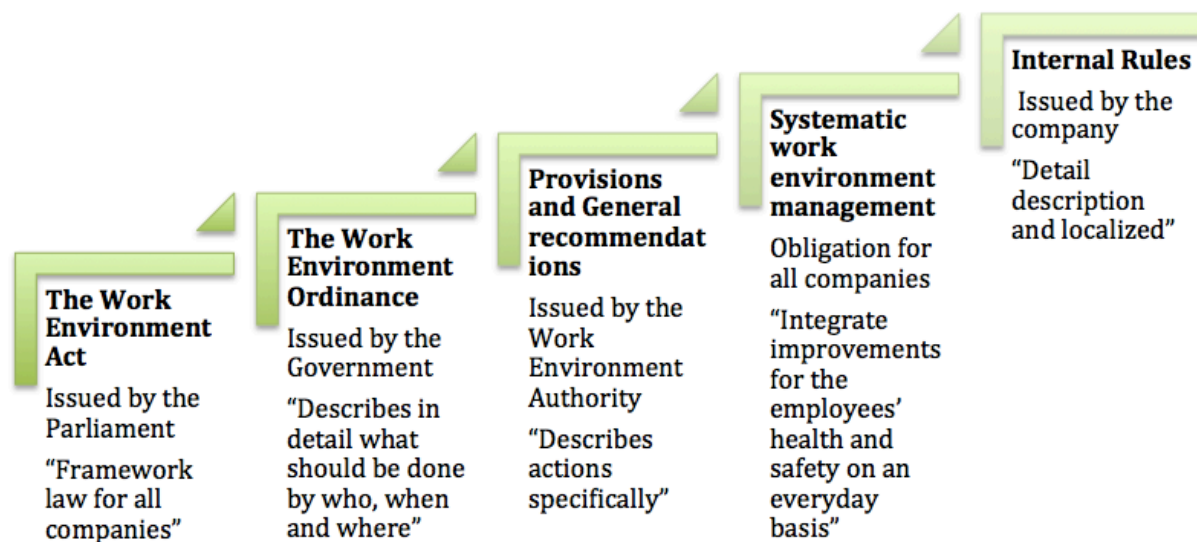 The Work
Environment
Act
Issued by the
Parliament
“Framework
law for all
companies”
The Work
Environment
Ordinance
Issued by the
Government
“Describes in
detail what
should be done
by who, when
and where”
Provisions
and General
recommendat
ions
Issued by the
Work
Environment
Authority
“Describes
actions
specifically”
Systematic
work
environment
management
Obligation for
all companies
“Integrate
improvements
for the
employees’
health and
safety on an
everyday
basis”
Internal Rules
Issued by the
company
“Detail
description
and localized”